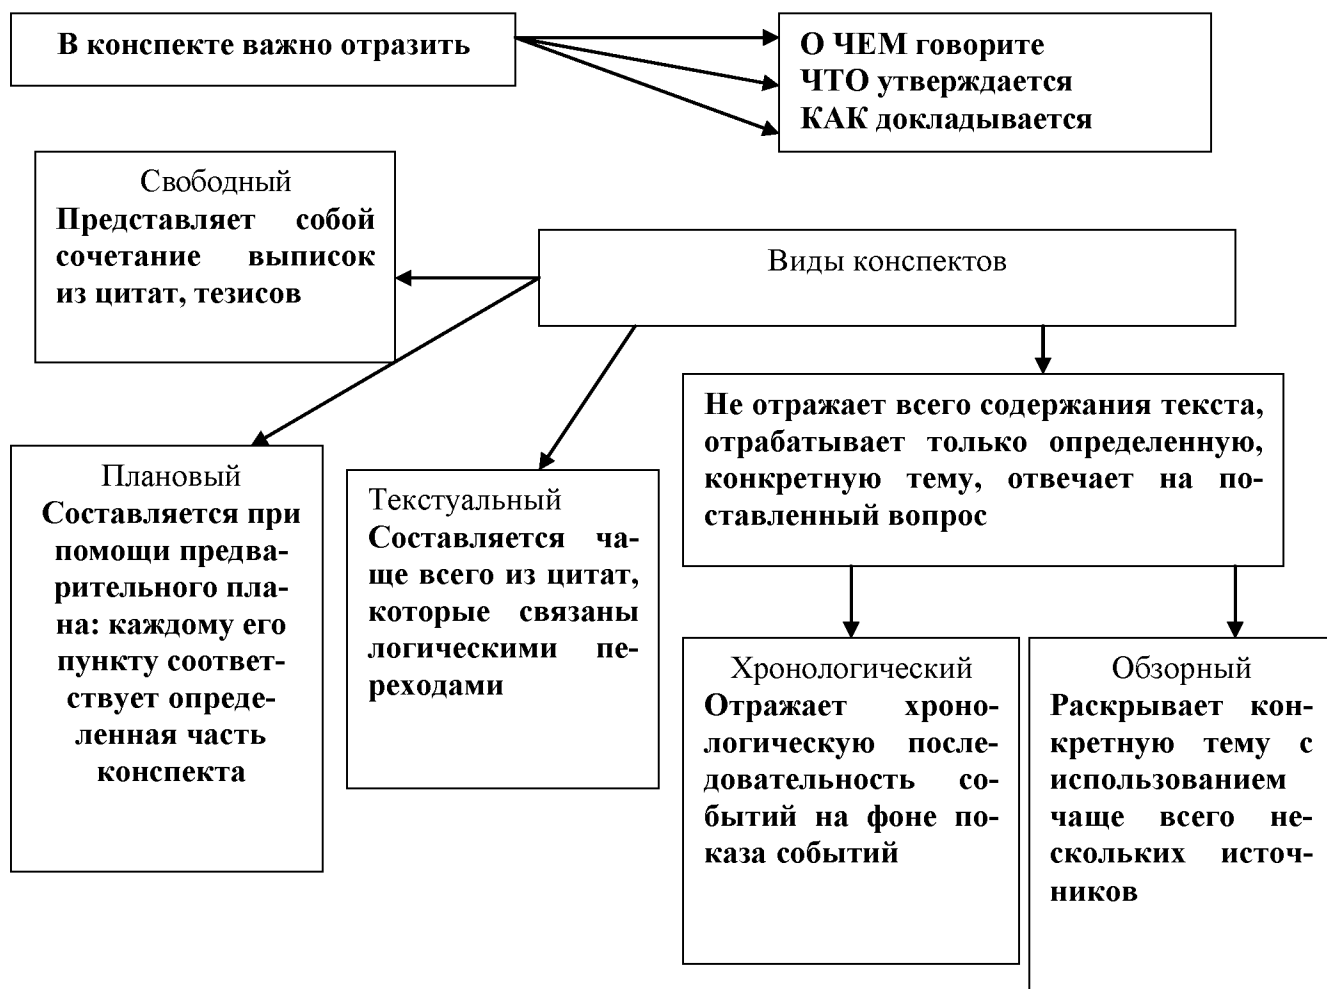 В конспекте важно отразить
О ЧЕМ говорите
ЧТО утверждается
КАК докладывается
Свободный
Представляет собой
сочетание выписок
из цитат, тезисов
Виды конспектов
Не отражает всего содержания текста,
отрабатывает только определенную,
конкретную тему, отвечает на по-
ставленный вопрос
Плановый
Составляется при
помощи предва-
рительного пла-
на: каждому его
пункту соответ-
ствует опреде-
ленная часть
конспекта
Текстуальный
Составляется ча-
ще всего из цитат,
которые связаны
логическими пе-
реходами
Хронологический
Отражает хроно-
логическую после-
довательность со-
бытий на фоне по-
каза событий
Обзорный
Раскрывает кон-
кретную тему с
использованием
чаще всего не-
скольких источ-
ников